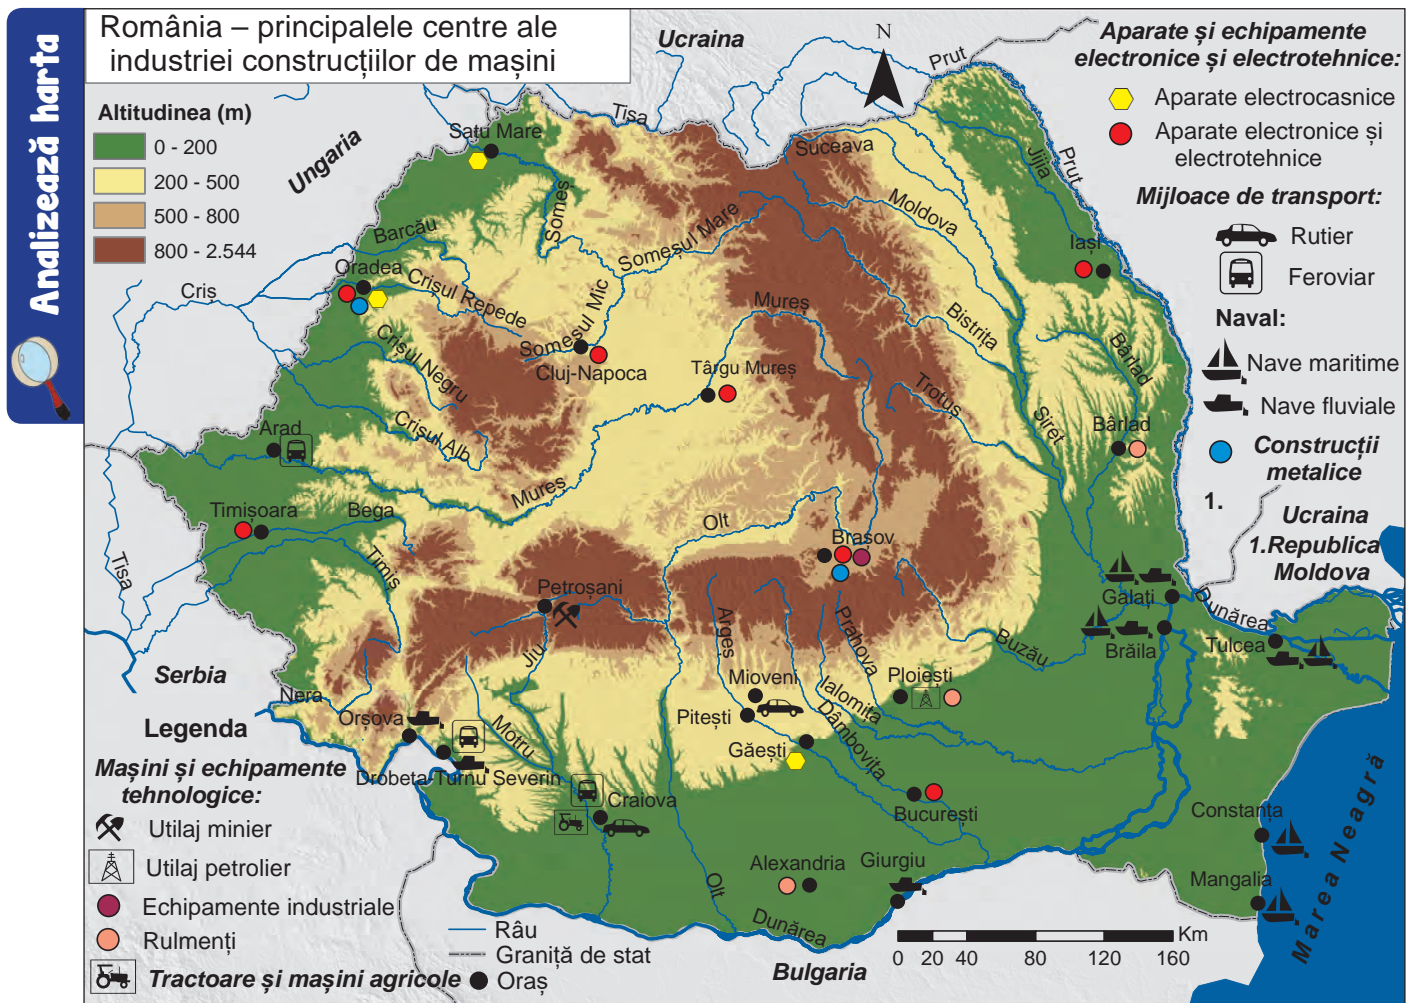 Analizează harta
România – principalele centre ale
industriei construcțiilor de mașini
Altitudinea (m)
0 - 200
200 - 500
500 - 800
800 - 2.544
Ucraina
N
Prut
Tisa
Ungaria
Satu Mare
Suceava
Jijia
Prut
Someș
Moldova
Barcău
Someșul Mare
Iași
Oradea
Criș
Crișul Repede
Someșul Mic
Mureș
Bistrița
Bârlad
Crișul Negru
Cluj-Napoca
Târgu Mureș
Trotuș
Siret
Bârlad
Arad
Crișul Alb
Mureș
Timișoara
Bega
Olt
Brașov
Tisa
Timiș
Petroșani
Galați
Dunărea
Argeș
Prahova
Buzău
Brăila
Tulcea
Jiu
Serbia
Nera
Mioveni
Ploiești
Ialomița
Orșova
Motru
Pitești
Dâmbovița
Găești
Drobeta-Turnu Severin
Craiova
București
Constanța
Alexandria
Giurgiu
Mangalia
Olt
Dunărea
Marea Neagră
Bulgaria
Km
0 20 40 80 120 160
Aparate și echipamente
electronice și electrotehnice:
Aparate electrocasnice
Aparate electronice și
electrotehnice
Mijloace de transport:
Rutier
Feroviar
Naval:
Nave maritime
Nave fluviale
Construcții
metalice
1.
Ucraina
1.Republica
Moldova
Legenda
Mașini și echipamente
tehnologice:
Utilaj minier
Utilaj petrolier
Echipamente industriale
Rulmenți
Tractoare și mașini agricole
Râu
Graniță de stat
Oraș